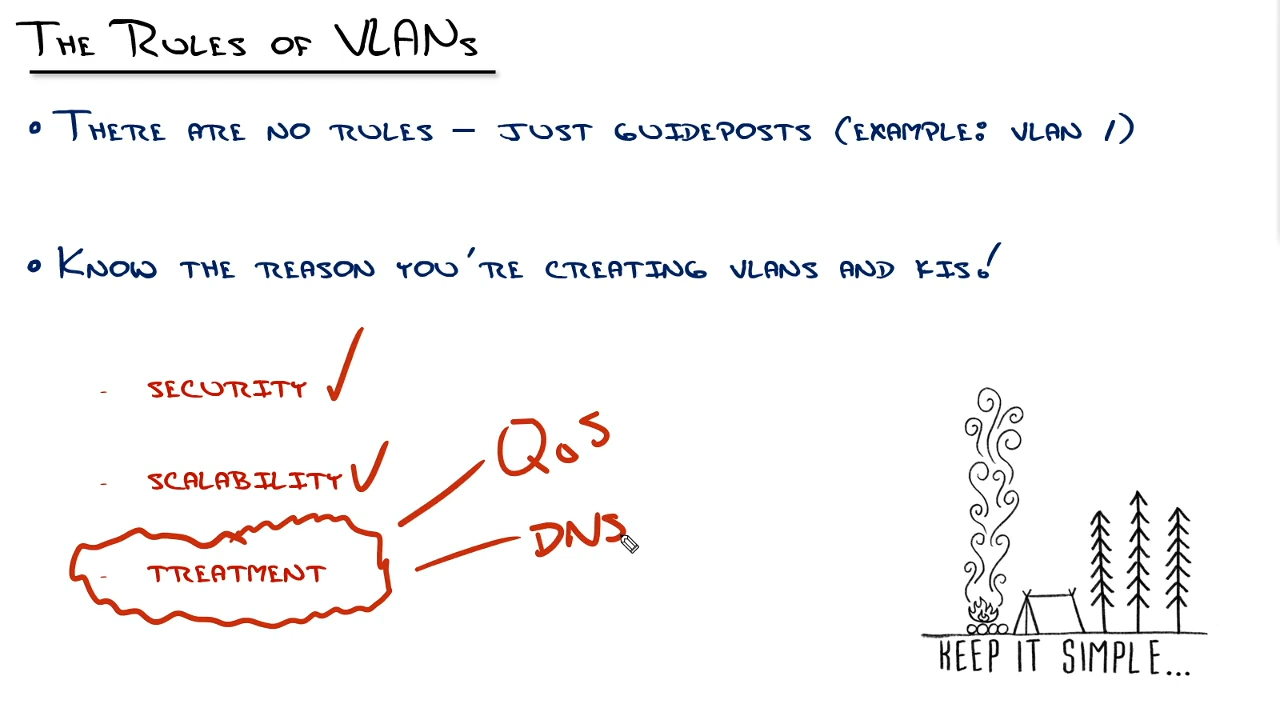 The Rules of VLANs
• There are no rules – just guideposts (example: VLAN 1)
• Know the reason you're creating VLANs and KIS!
- Security ✓
- Scalability ✓
- Treatment
QoS
DNS
KEEP IT SIMPLE...